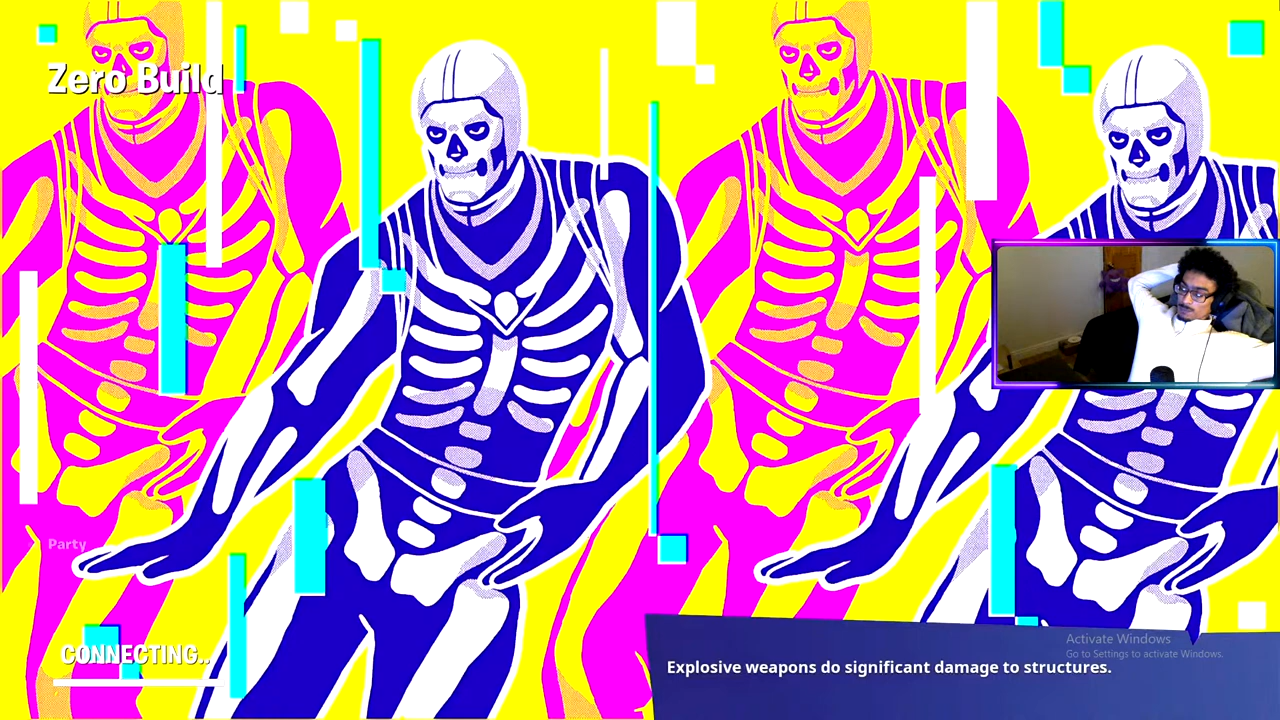 Zero Build
Party
CONNECTING..
Activate Windows
Go to Settings to activate Windows.
Explosive weapons do significant damage to structures.